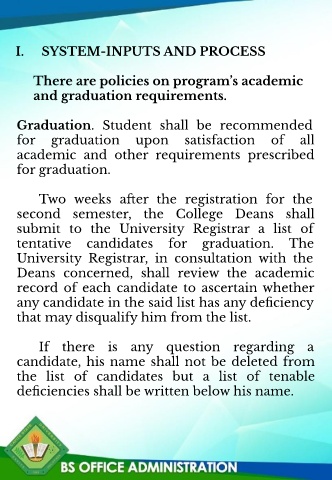 I. SYSTEM-INPUTS AND PROCESS
There are policies on program's academic
and graduation requirements.
Graduation. Student shall be recommended
for graduation upon satisfaction of all
academic and other requirements prescribed
for graduation.
Two weeks after the registration for the
second semester, the College Deans shall
submit to the University Registrar a list of
tentative candidates for graduation. The
University Registrar, in consultation with the
Deans concerned, shall review the academic
record of each candidate to ascertain whether
any candidate in the said list has any deficiency
that may disqualify him from the list.
If there is any question regarding a
candidate, his name shall not be deleted from
the list of candidates but a list of tenable
deficiencies shall be written below his name.
BS OFFICE ADMINISTRATION